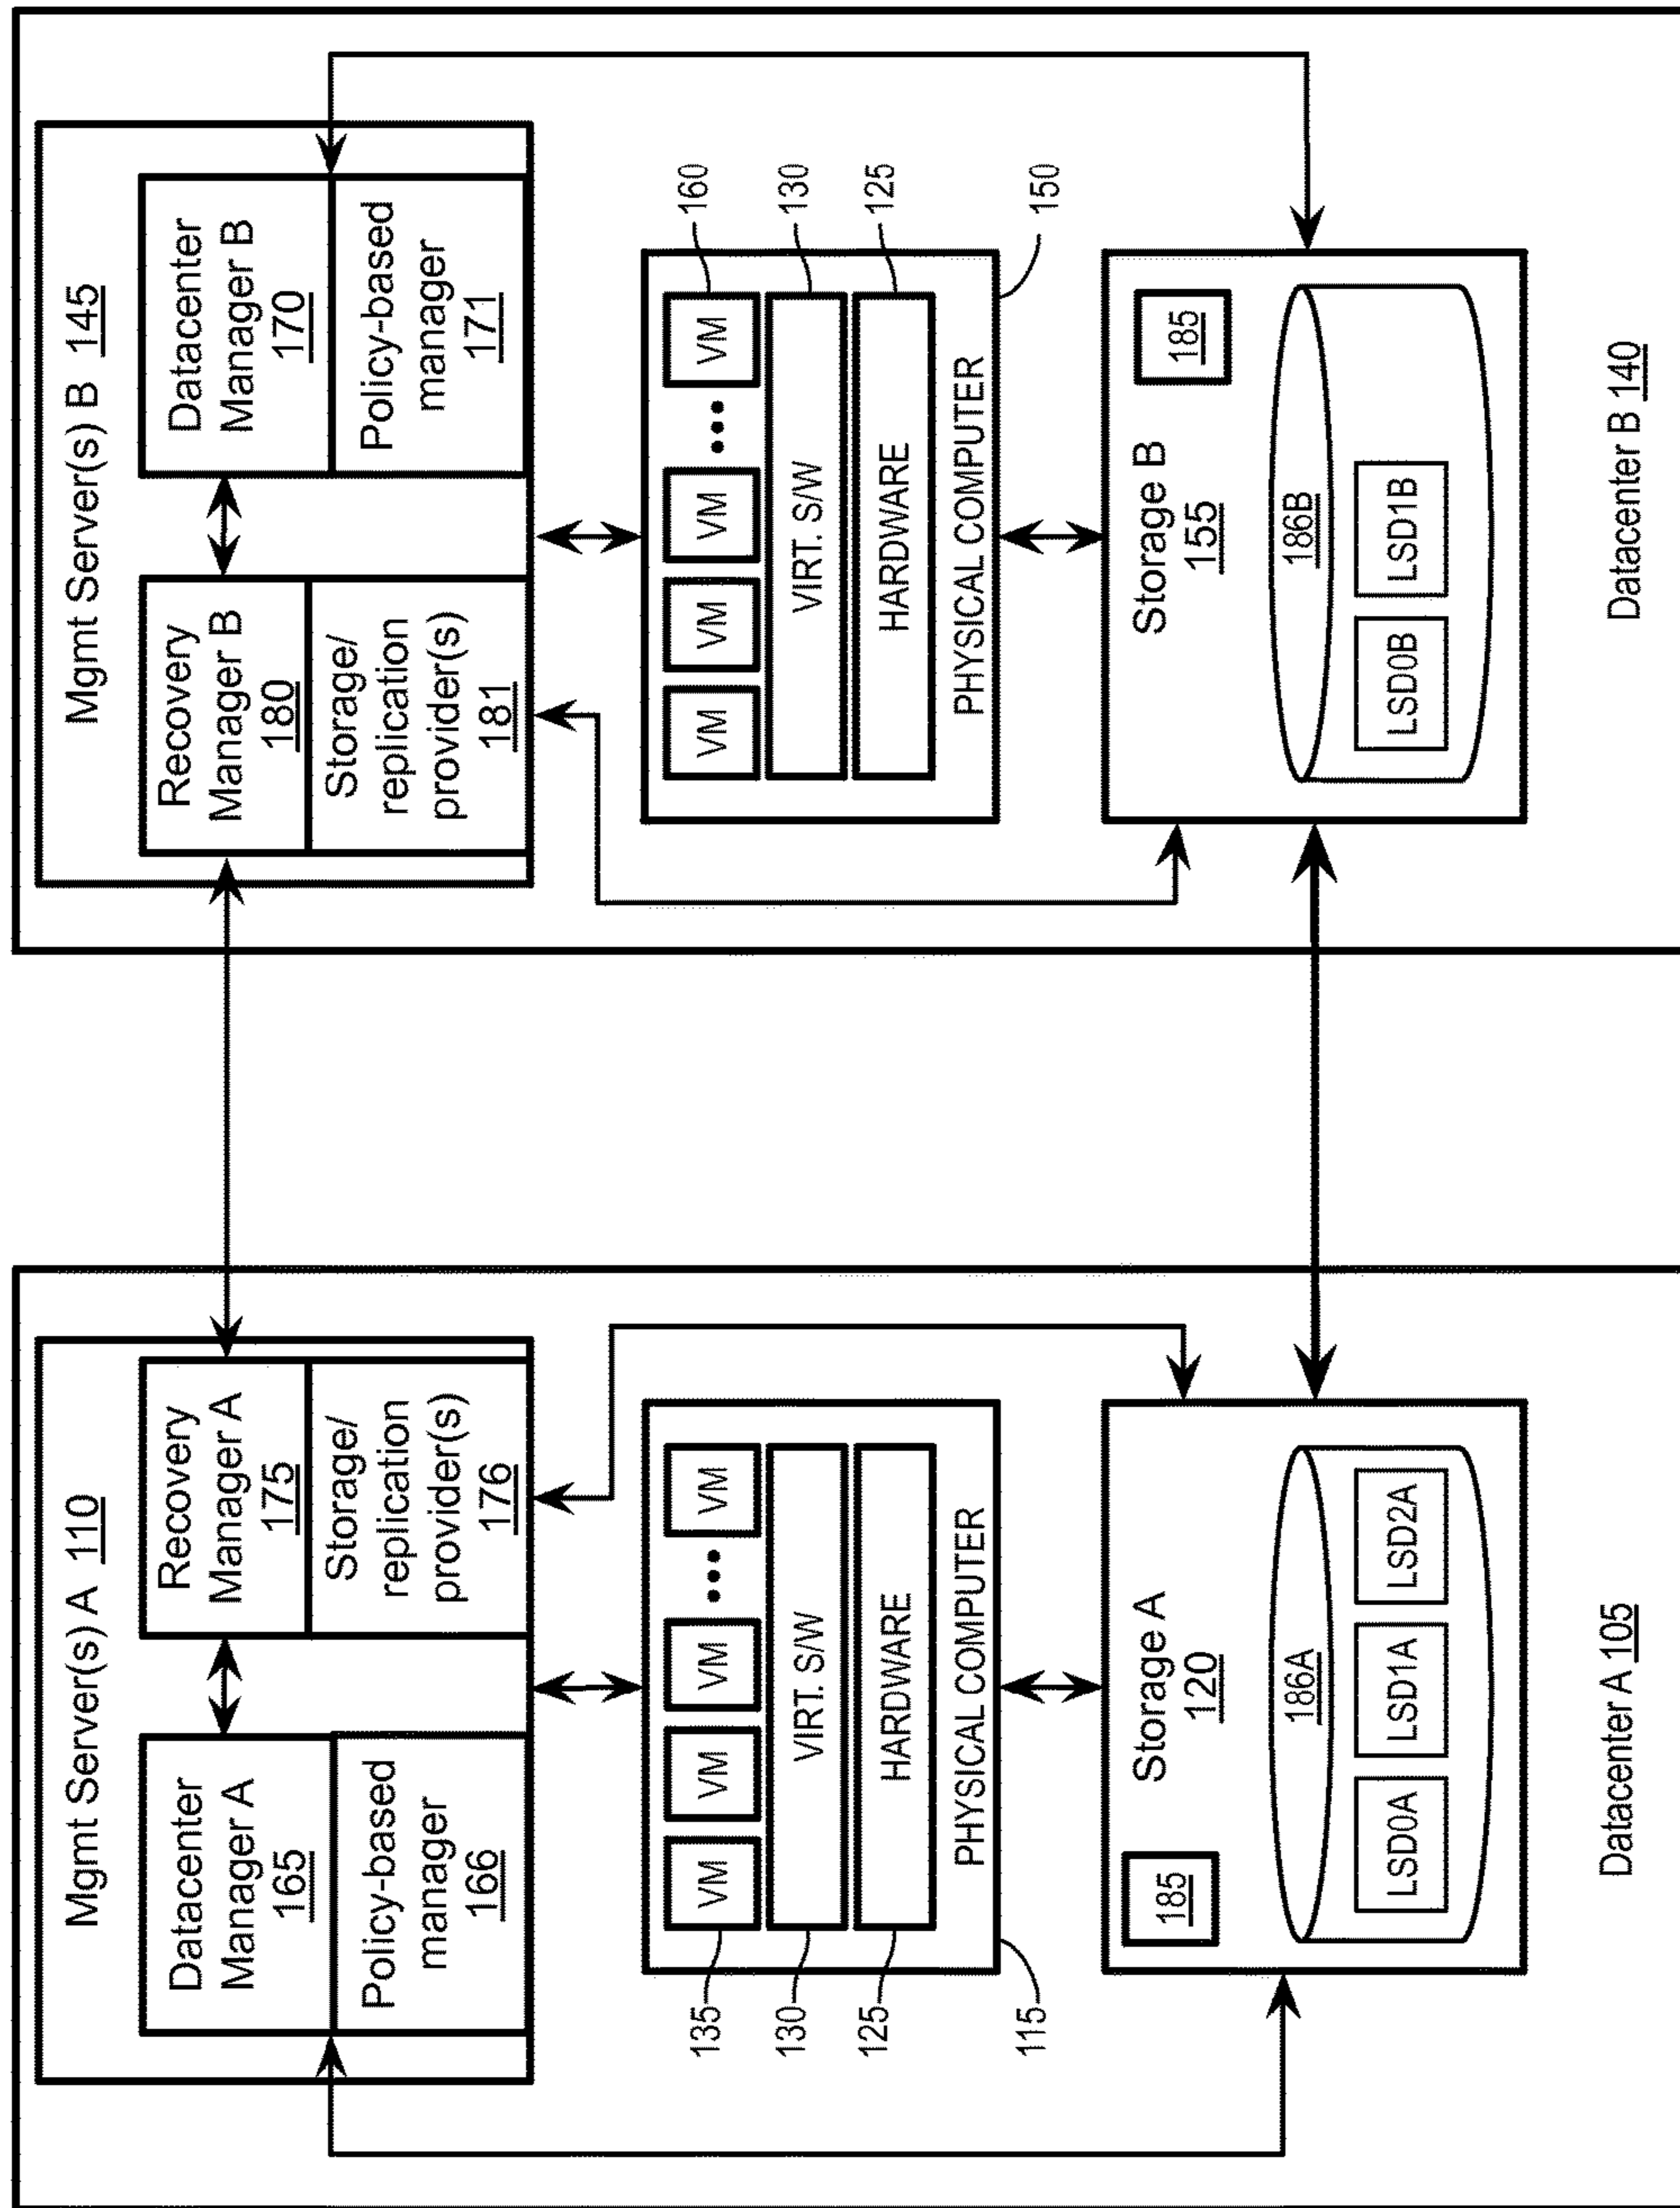 Mgmt Server(s) A 110
Datacenter
Manager A
165
Policy-based
manager
166
Recovery
Manager A
175
Storage/
replication
provider(s)
176
135
VM
VM
VM
•••
VM
130
VIRT. S/W
125
HARDWARE
PHYSICAL COMPUTER
115
185
Storage A
120
186A
LSD0A
LSD1A
LSD2A
Datacenter A 105
Mgmt Server(s) B 145
Recovery
Manager B
180
Storage/
replication
provider(s)
181
Datacenter
Manager B
170
Policy-based
manager
171
VM
VM
VM
•••
VM
160
VIRT. S/W
130
HARDWARE
125
PHYSICAL COMPUTER
150
Storage B
155
185
186B
LSD0B
LSD1B
Datacenter B 140